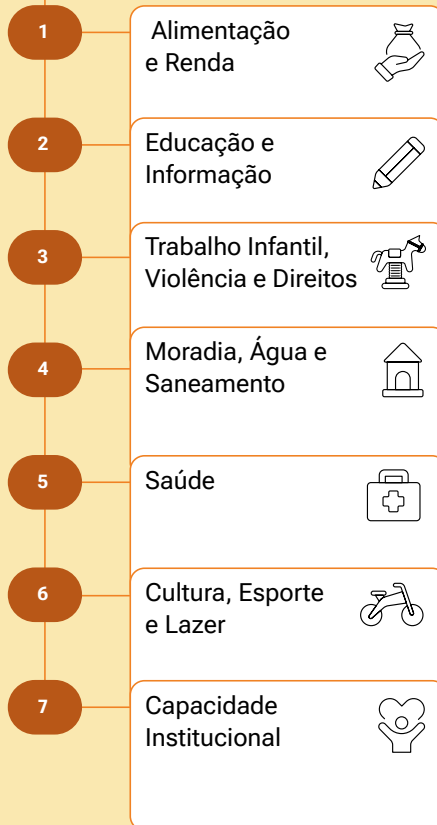 1
Alimentação
e Renda
2
Educação e
Informação
3
Trabalho Infantil,
Violência e Direitos
4
Moradia, Água e
Saneamento
5
Saúde
6
Cultura, Esporte
e Lazer
7
Capacidade
Institucional